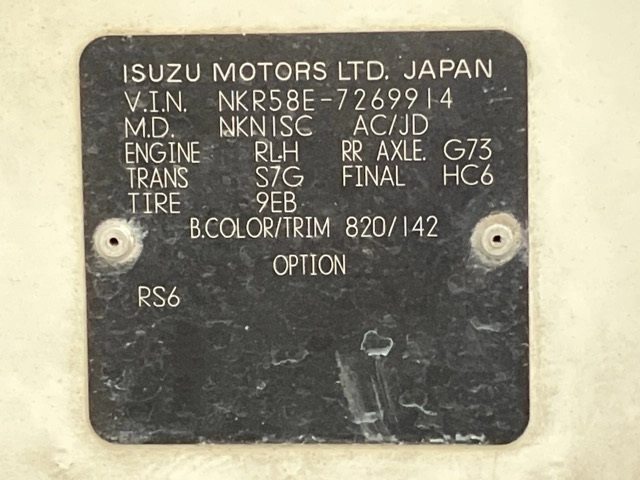 ISUZU MOTORS LTD. JAPAN
V.I.N. NKR58E-7269914
M.D. NKN1SC AC/JD
ENGINE RLH RR AXLE. G73
TRANS S7G FINAL HC6
TIRE 9EB
B.COLOR/TRIM 820/142
OPTION
RS6